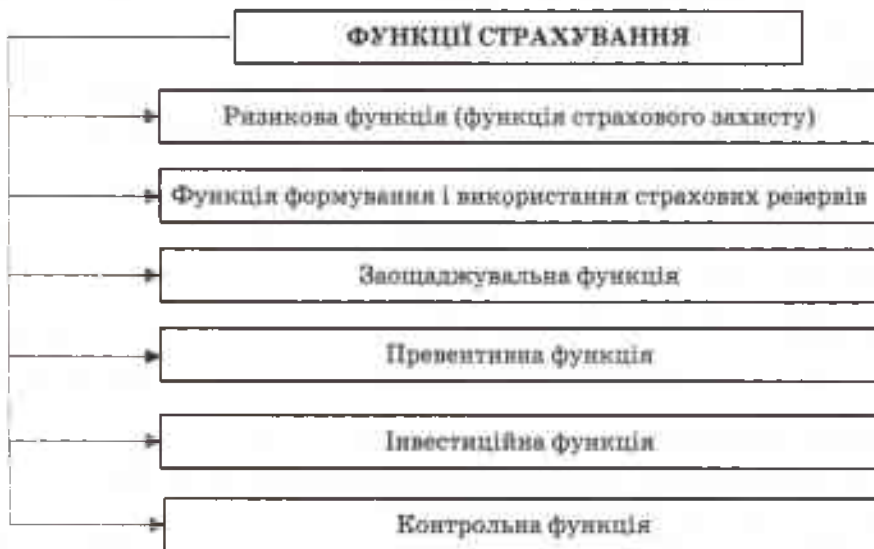 ФУНКЦІЇ СТРАХУВАННЯ
Ризикова функція (функція страхового захисту)
Функція формування і використання страхових резервів
Заощаджувальна функція
Превентивна функція
Інвестиційна функція
Контрольна функція